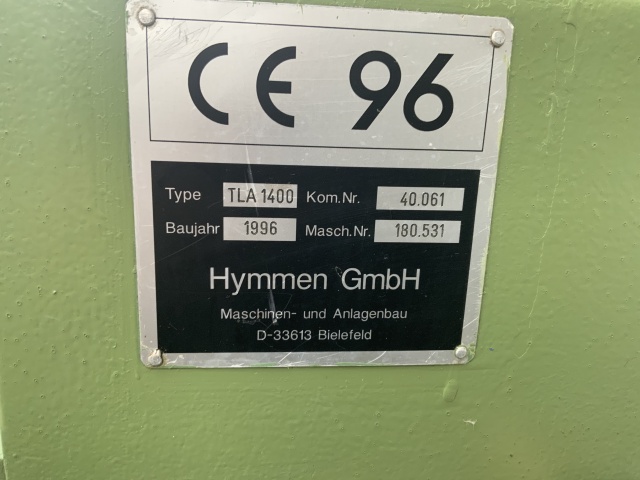 CE 96
Type TLA 1400 Kom.Nr. 40.061
Baujahr 1996 Masch.Nr. 180.531
Hymmen GmbH
Maschinen- und Anlagenbau
D-33613 Bielefeld